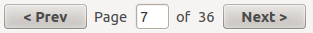 < Prev Page 7 of 36 Next >